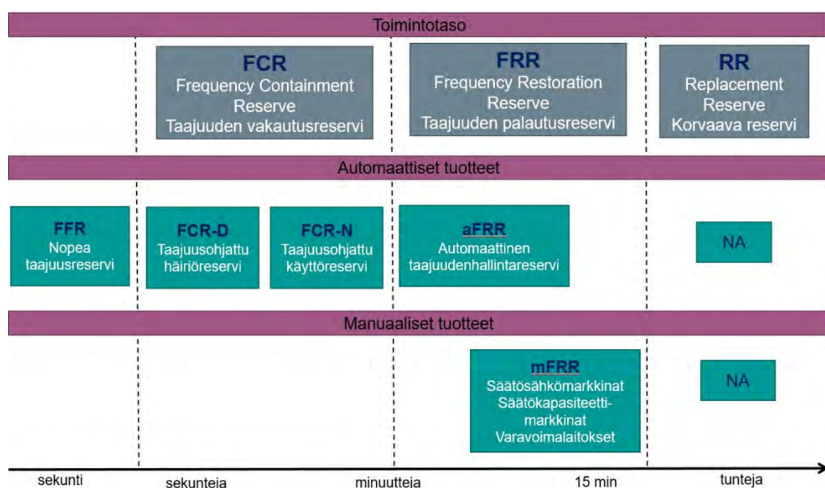 Toimintotaso
FCR
Frequency Containment
Reserve
Taajuuden vakautusreservi
FRR
Frequency Restoration
Reserve
Taajuuden palautusreservi
RR
Replacement
Reserve
Korvaava reservi
Automaattiset tuotteet
FFR
Nopea
taajuusreservi
FCR-D
Taajuusohjattu
häiriöreservi
FCR-N
Taajuusohjattu
käyttöreservi
aFRR
Automaattinen
taajuudenhallintareservi
NA
Manuaaliset tuotteet
mFRR
Säätösähkömarkkinat
Säätökapasiteetti-
markkinat
Varavoimalaitokset
NA
sekunti
sekunteja
minuutteja
15 min
tunteja